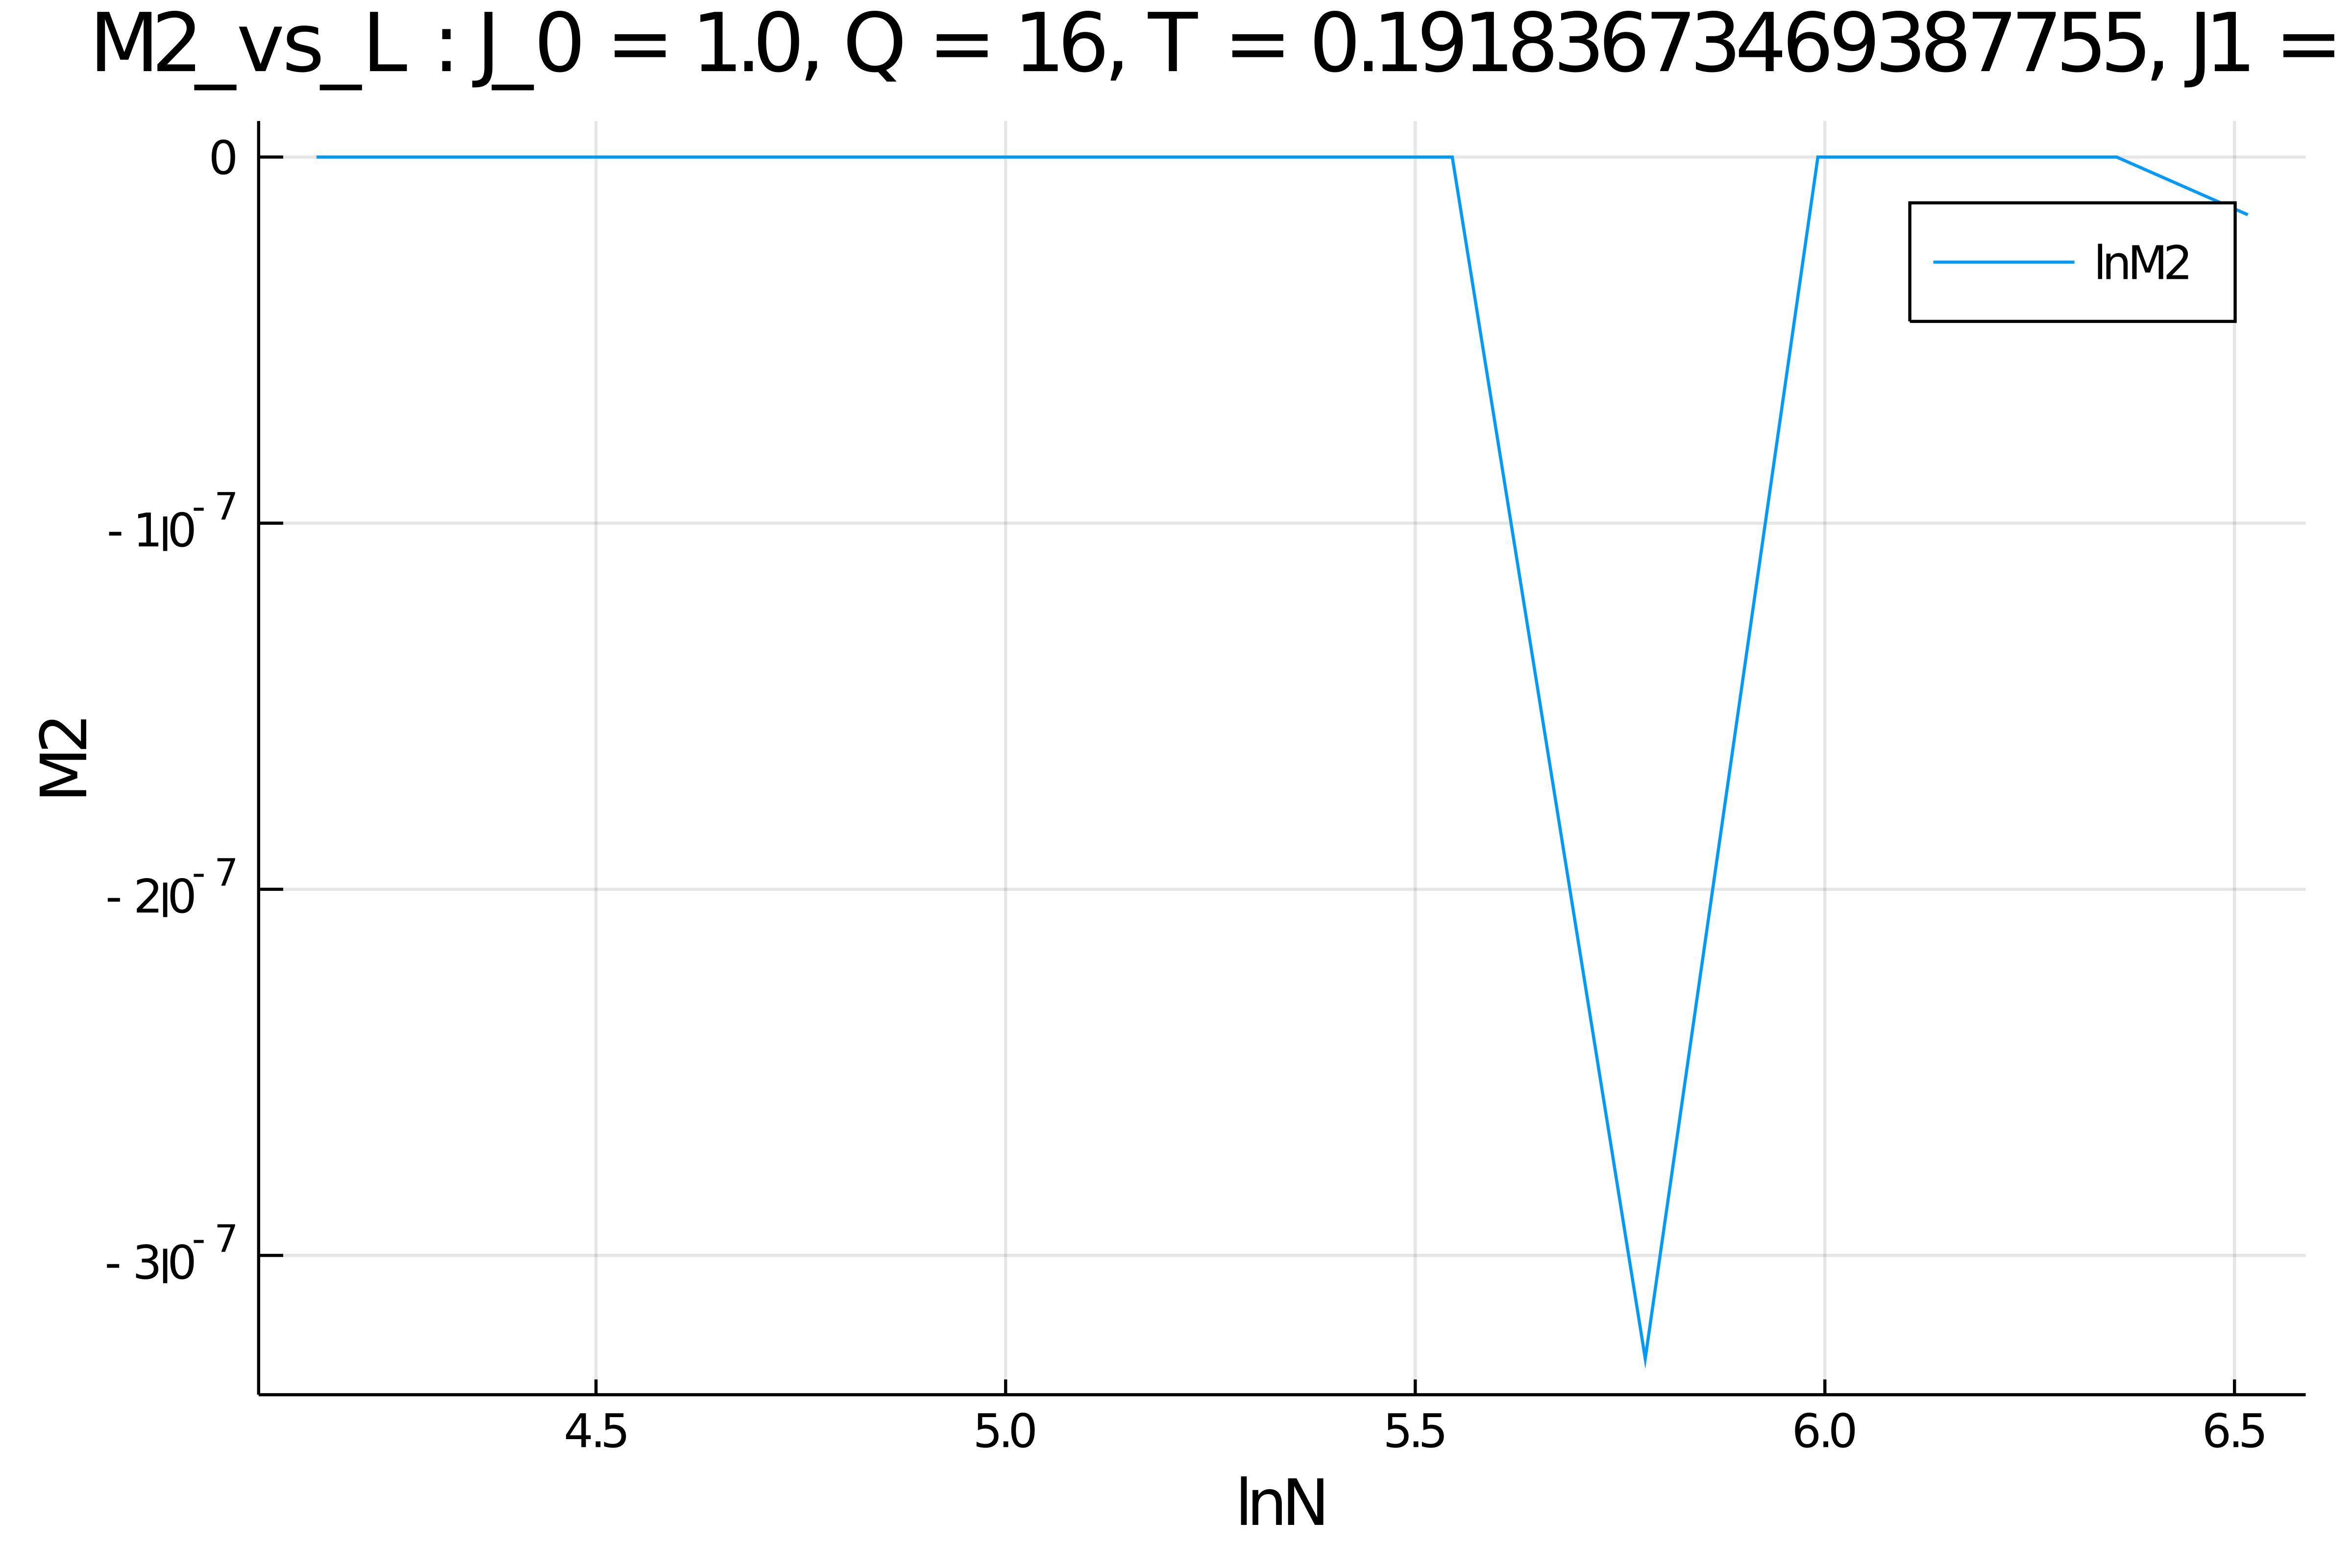 M2_vs_L : J_0 = 1.0, Q = 16, T = 0.19183673469387755, J1 =
0
lnM2
- 1|0⁻ ⁷
- 2|0⁻ ⁷
M2
- 3|0⁻ ⁷
4.5 5.0 5.5 6.0 6.5
lnN